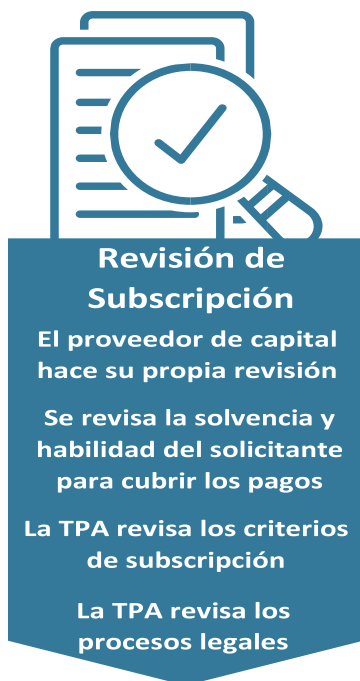 Revisión de
Subscripción
El proveedor de capital
hace su propia revisión
Se revisa la solvencia y
habilidad del solicitante
para cubrir los pagos
La TPA revisa los criterios
de subscripción
La TPA revisa los
procesos legales